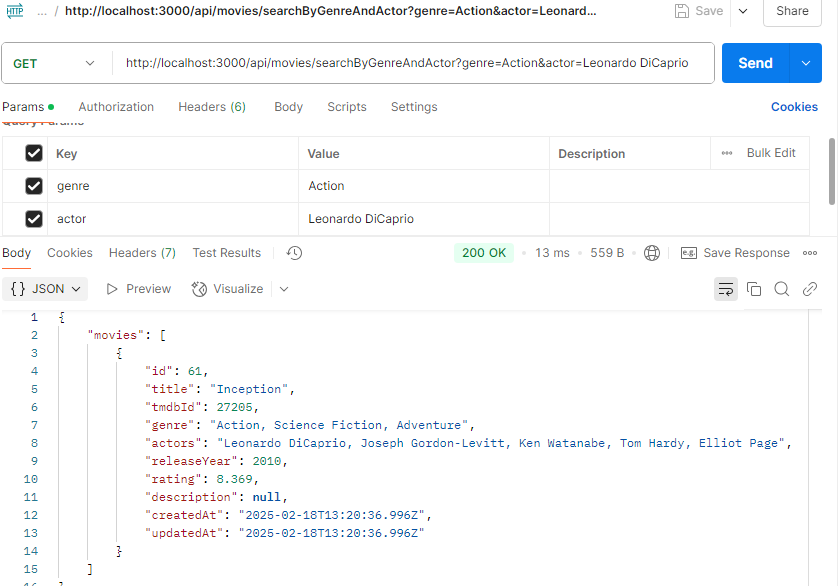 HTTP ... / http://localhost:3000/api/movies/searchByGenreAndActor?genre=Action&actor=Leonard... Save Share
GET http://localhost:3000/api/movies/searchByGenreAndActor?genre=Action&actor=Leonardo DiCaprio Send
Params Authorization Headers (6) Body Scripts Settings Cookies
Query Params
Key Value Description ••• Bulk Edit
genre Action
actor Leonardo DiCaprio
Body Cookies Headers (7) Test Results 200 OK • 13 ms • 559 B • e.g. Save Response •••
{} JSON Preview Visualize
1 {
2 "movies": [
3 {
4 "id": 61,
5 "title": "Inception",
6 "tmdbId": 27205,
7 "genre": "Action, Science Fiction, Adventure",
8 "actors": "Leonardo DiCaprio, Joseph Gordon-Levitt, Ken Watanabe, Tom Hardy, Elliot Page",
9 "releaseYear": 2010,
10 "rating": 8.369,
11 "description": null,
12 "createdAt": "2025-02-18T13:20:36.996Z",
13 "updatedAt": "2025-02-18T13:20:36.996Z"
14 }
15 ]
16 }